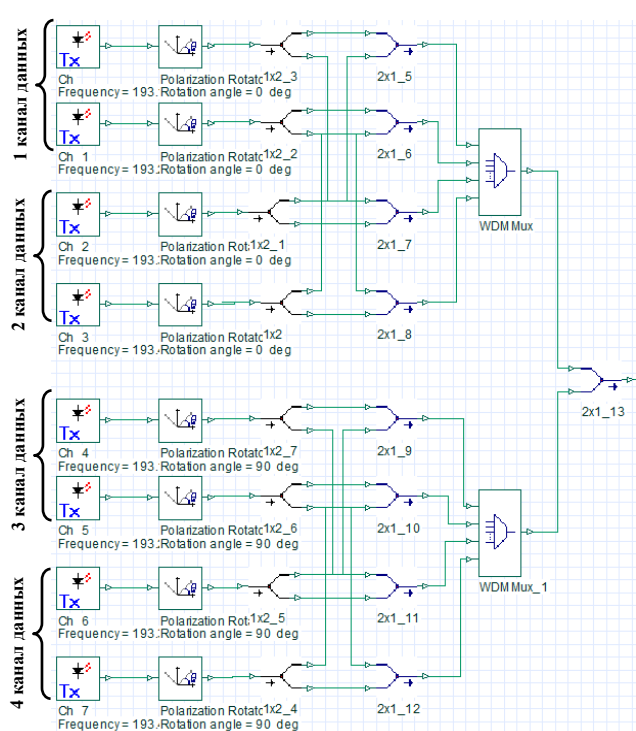 1 канал данных
Tx
Ch
Frequency = 193.
Polarization Rotatc
Rotation angle = 0 deg
1x2_3
2x1_5
Tx
Ch 1
Frequency = 193.
Polarization Rotatc
Rotation angle = 0 deg
1x2_2
2x1_6
WDM Mux
2 канал данных
Tx
Ch 2
Frequency = 193.
Polarization Rot
Rotation angle = 0 deg
1x2_1
2x1_7
Tx
Ch 3
Frequency = 193.
Polarization Rotatc
Rotation angle = 0 deg
1x2
2x1_8
2x1_13
3 канал данных
Tx
Ch 4
Frequency = 193.
Polarization Rotatc
Rotation angle = 90 deg
1x2_7
2x1_9
Tx
Ch 5
Frequency = 193.
Polarization Rotatc
Rotation angle = 90 deg
1x2_6
2x1_10
WDM Mux_1
4 канал данных
Tx
Ch 6
Frequency = 193.
Polarization Rot
Rotation angle = 90 deg
1x2_5
2x1_11
Tx
Ch 7
Frequency = 193.
Polarization Rotatc
Rotation angle = 90 deg
1x2_4
2x1_12